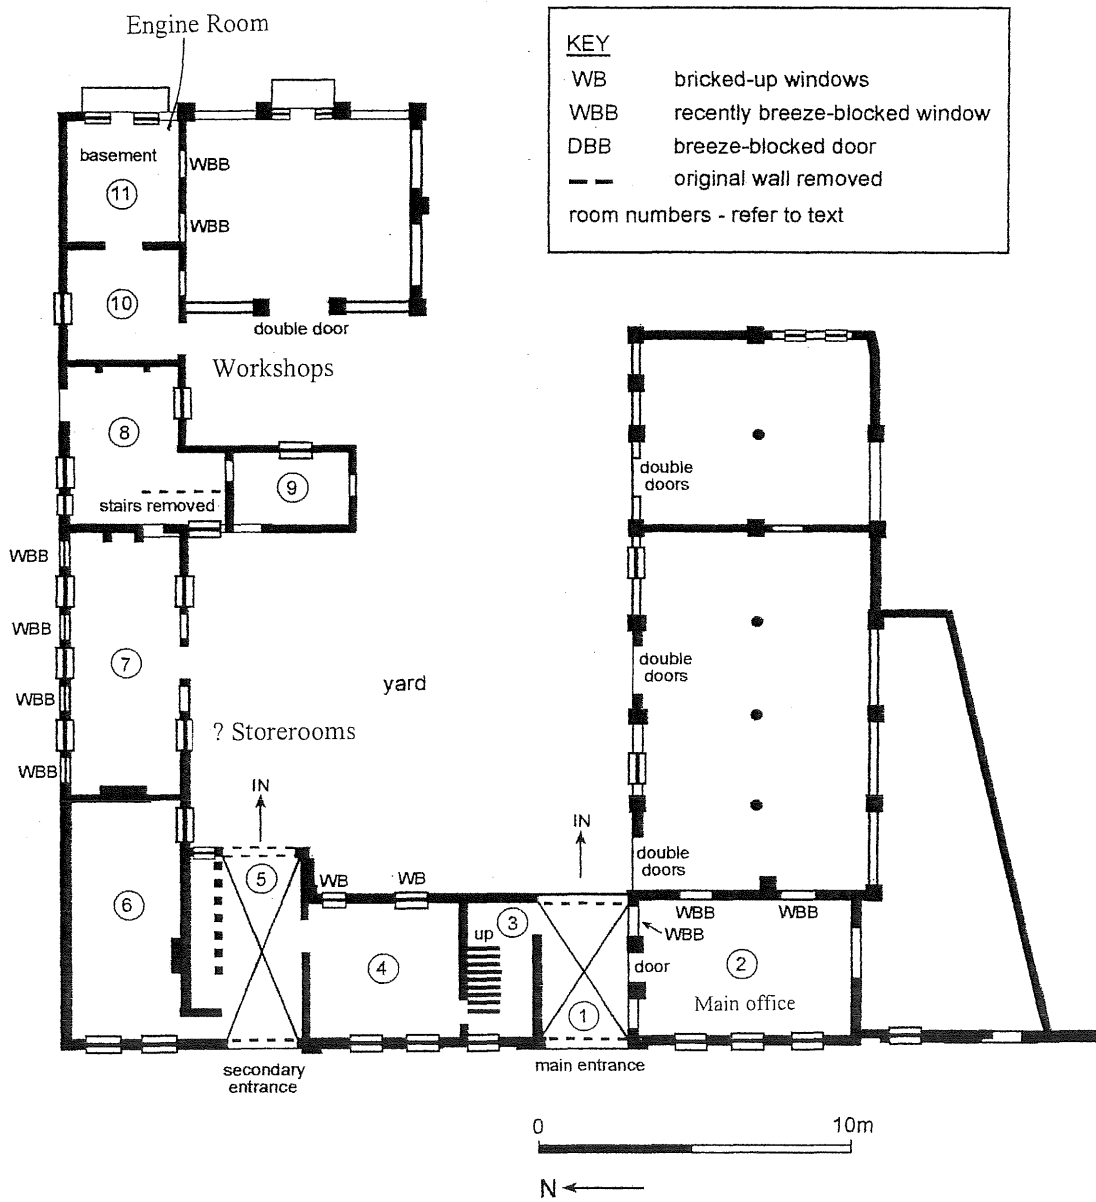 Engine Room
KEY
WB bricked-up windows
WBB recently breeze-blocked window
DBB breeze-blocked door
original wall removed
room numbers - refer to text
basement
WBB
11
WBB
10
double door
Workshops
8
double
doors
9
stairs removed
WBB
WBB
7
double
doors
yard
WBB
? Storerooms
WBB
IN
IN
double
doors
5
WB
WB
6
3
WBB
WBB
up
WBB
4
door
2
Main office
1
secondary
entrance
main entrance
0 10m
N